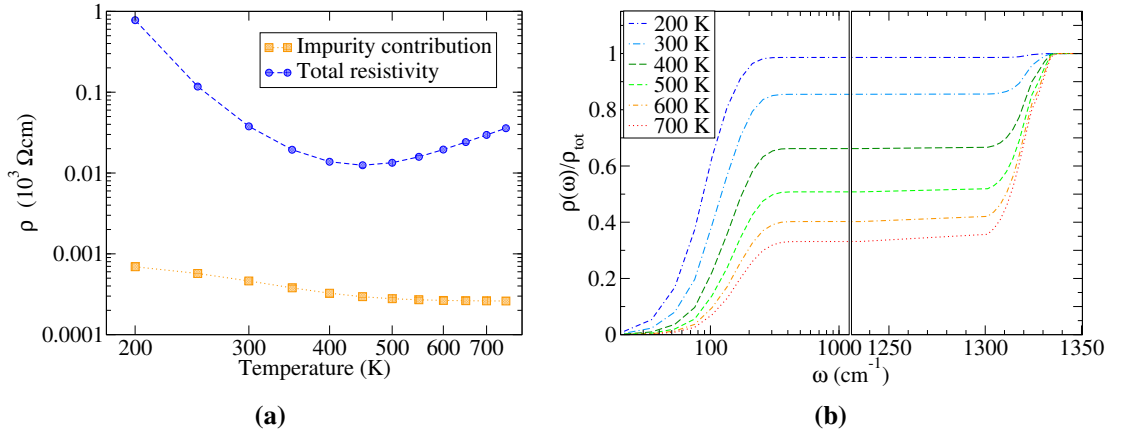 1
0.1
0.01
0.001
0.0001
ρ (10³ Ωcm)
Impurity contribution
Total resistivity
200 300 400 500 600 700
Temperature (K)
(a)
200 K
300 K
400 K
500 K
600 K
700 K
1
0.8
0.6
0.4
0.2
0
ρ(ω)/ρtot
100 1000 1250 1300 1350
ω (cm⁻¹)
(b)